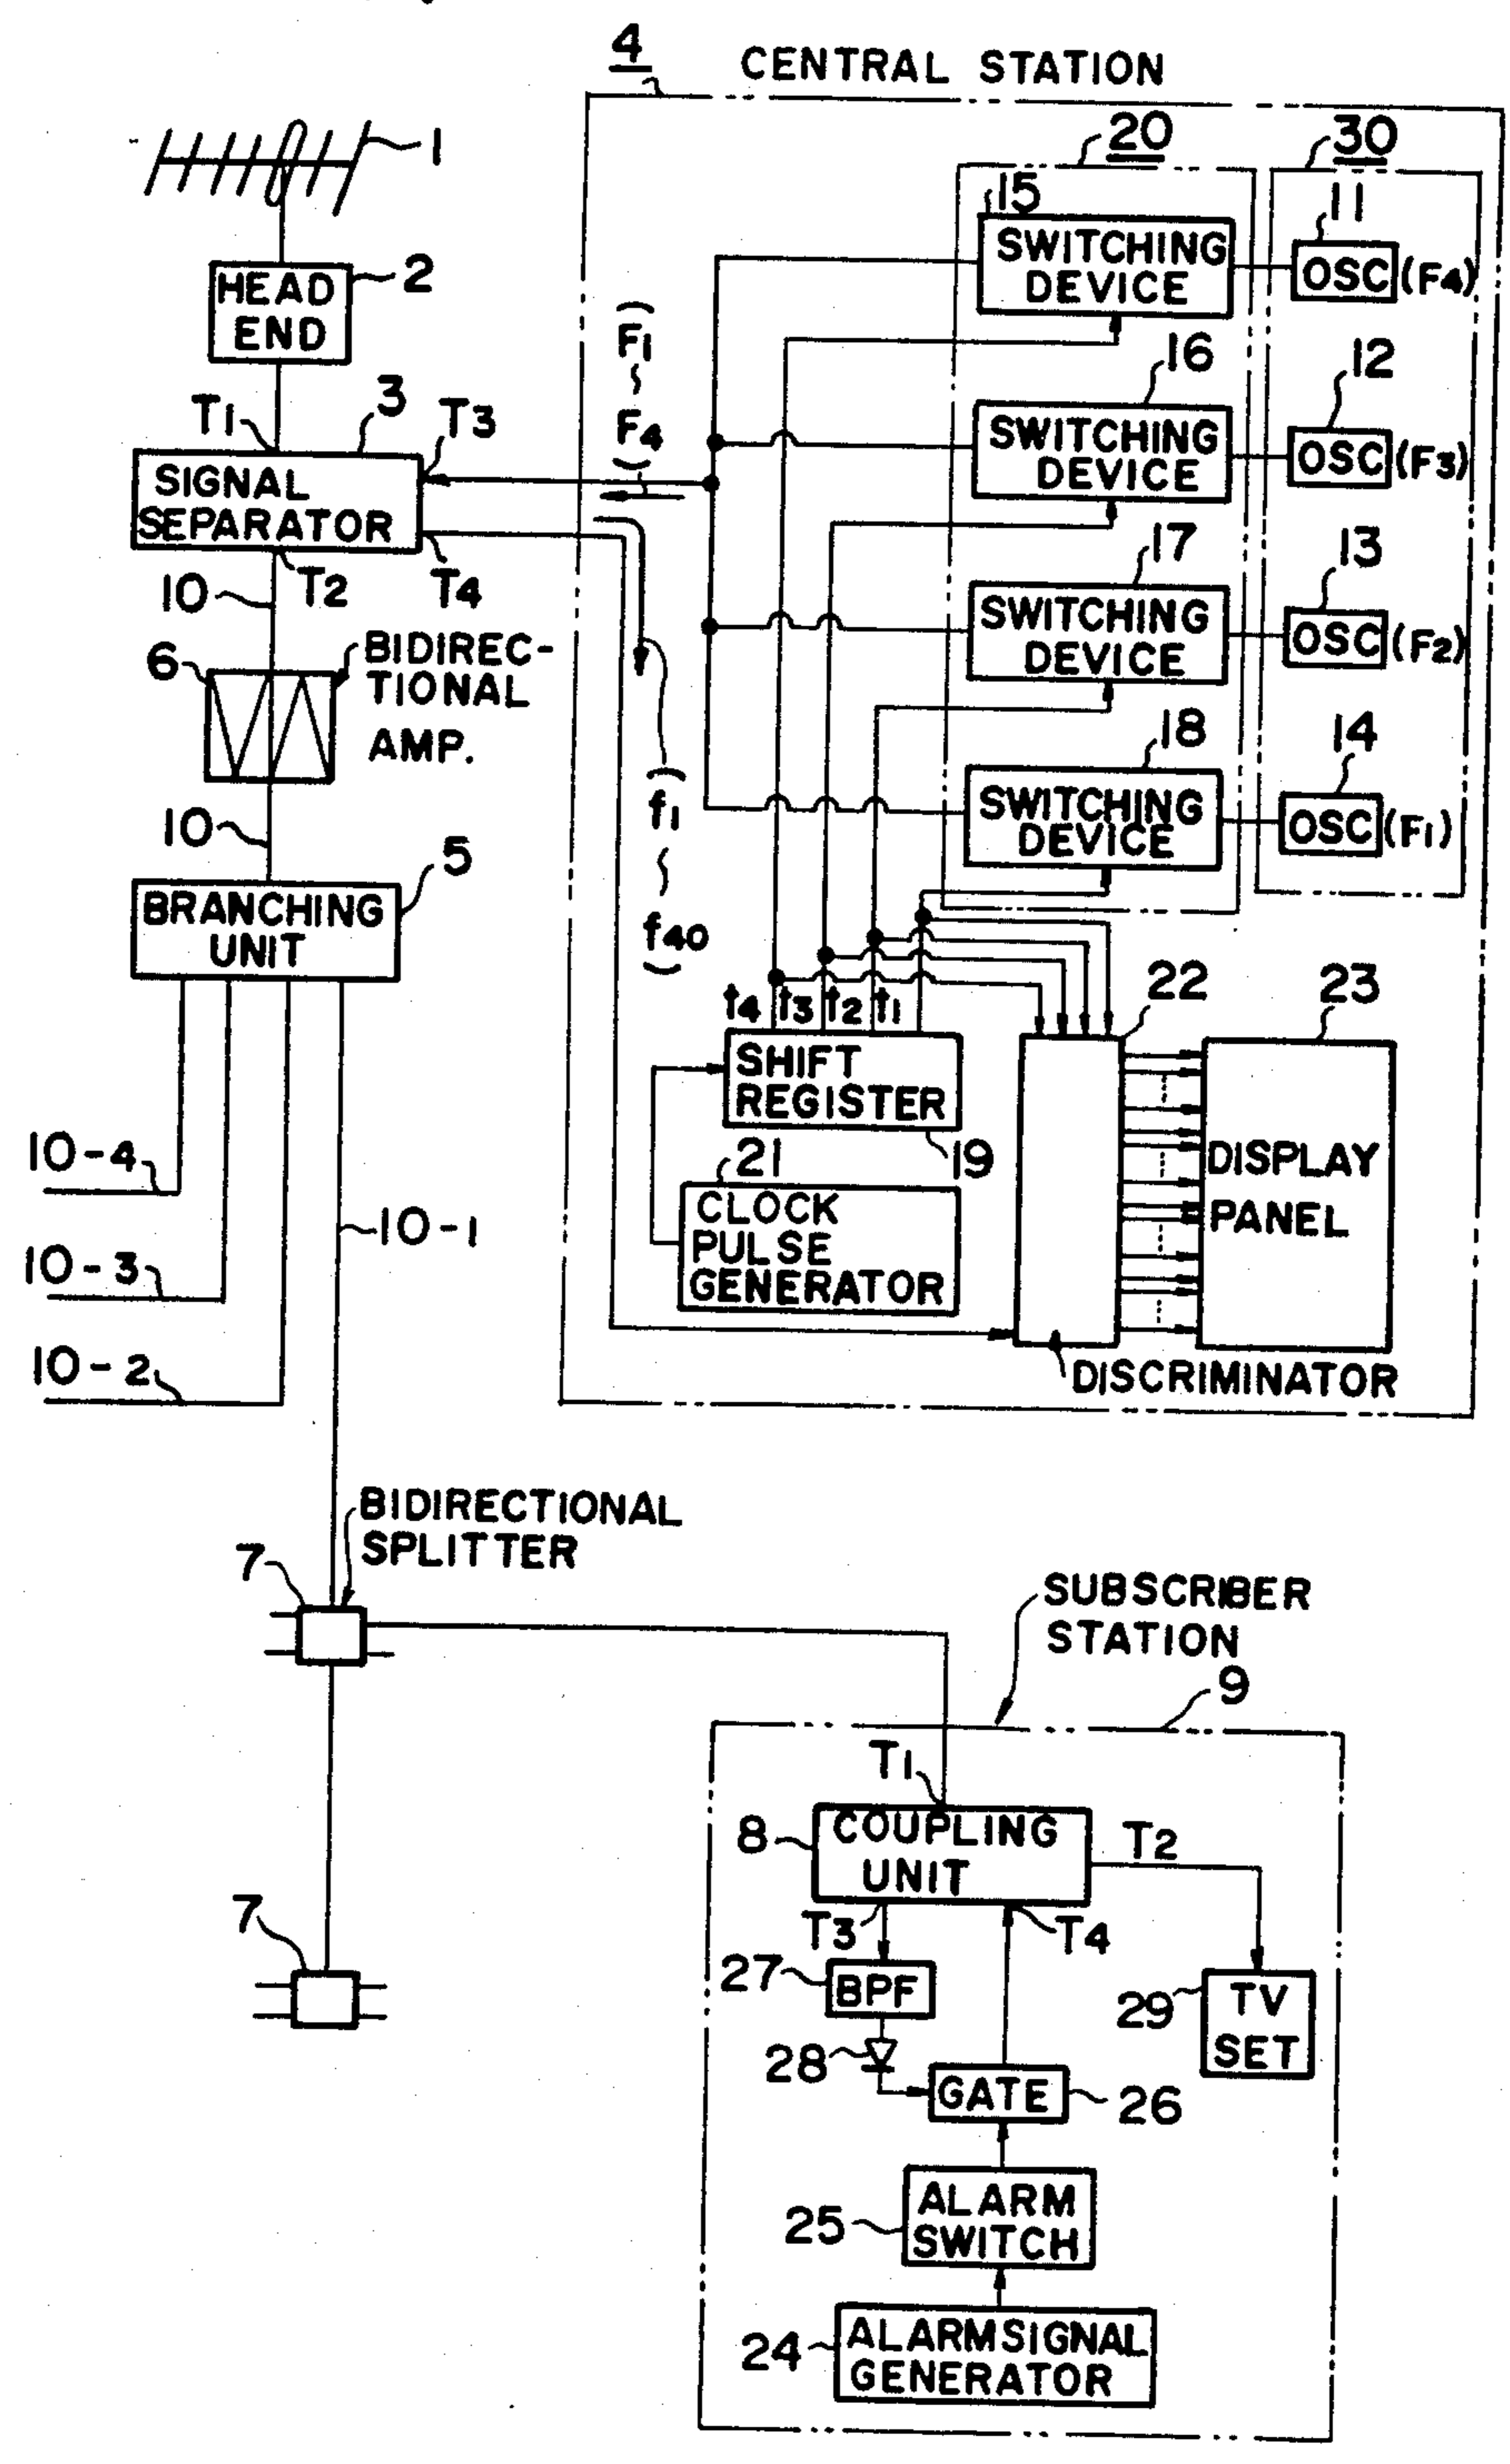 4 CENTRAL STATION
20
30
1
15
SWITCHING
DEVICE
11
OSC (F4)
2
HEAD
END
(F1
~
F4)
16
SWITCHING
DEVICE
12
OSC (F3)
T1
3
T3
SIGNAL
SEPARATOR
T2
T4
10
17
SWITCHING
DEVICE
13
OSC (F2)
6
BIDIREC-
TIONAL
AMP.
18
SWITCHING
DEVICE
14
OSC (F1)
10
(f1
~
f40)
5
BRANCHING
UNIT
t4 t3 t2 t1
22
23
SHIFT
REGISTER
19
21
CLOCK
PULSE
GENERATOR
DISPLAY
PANEL
DISCRIMINATOR
10-4
10-1
10-3
10-2
BIDIRECTIONAL
SPLITTER
7
SUBSCRIBER
STATION
9
T1
8
COUPLING
UNIT
T2
T3
T4
7
27
BPF
28
29
TV
SET
GATE
26
25
ALARM
SWITCH
24
ALARM SIGNAL
GENERATOR